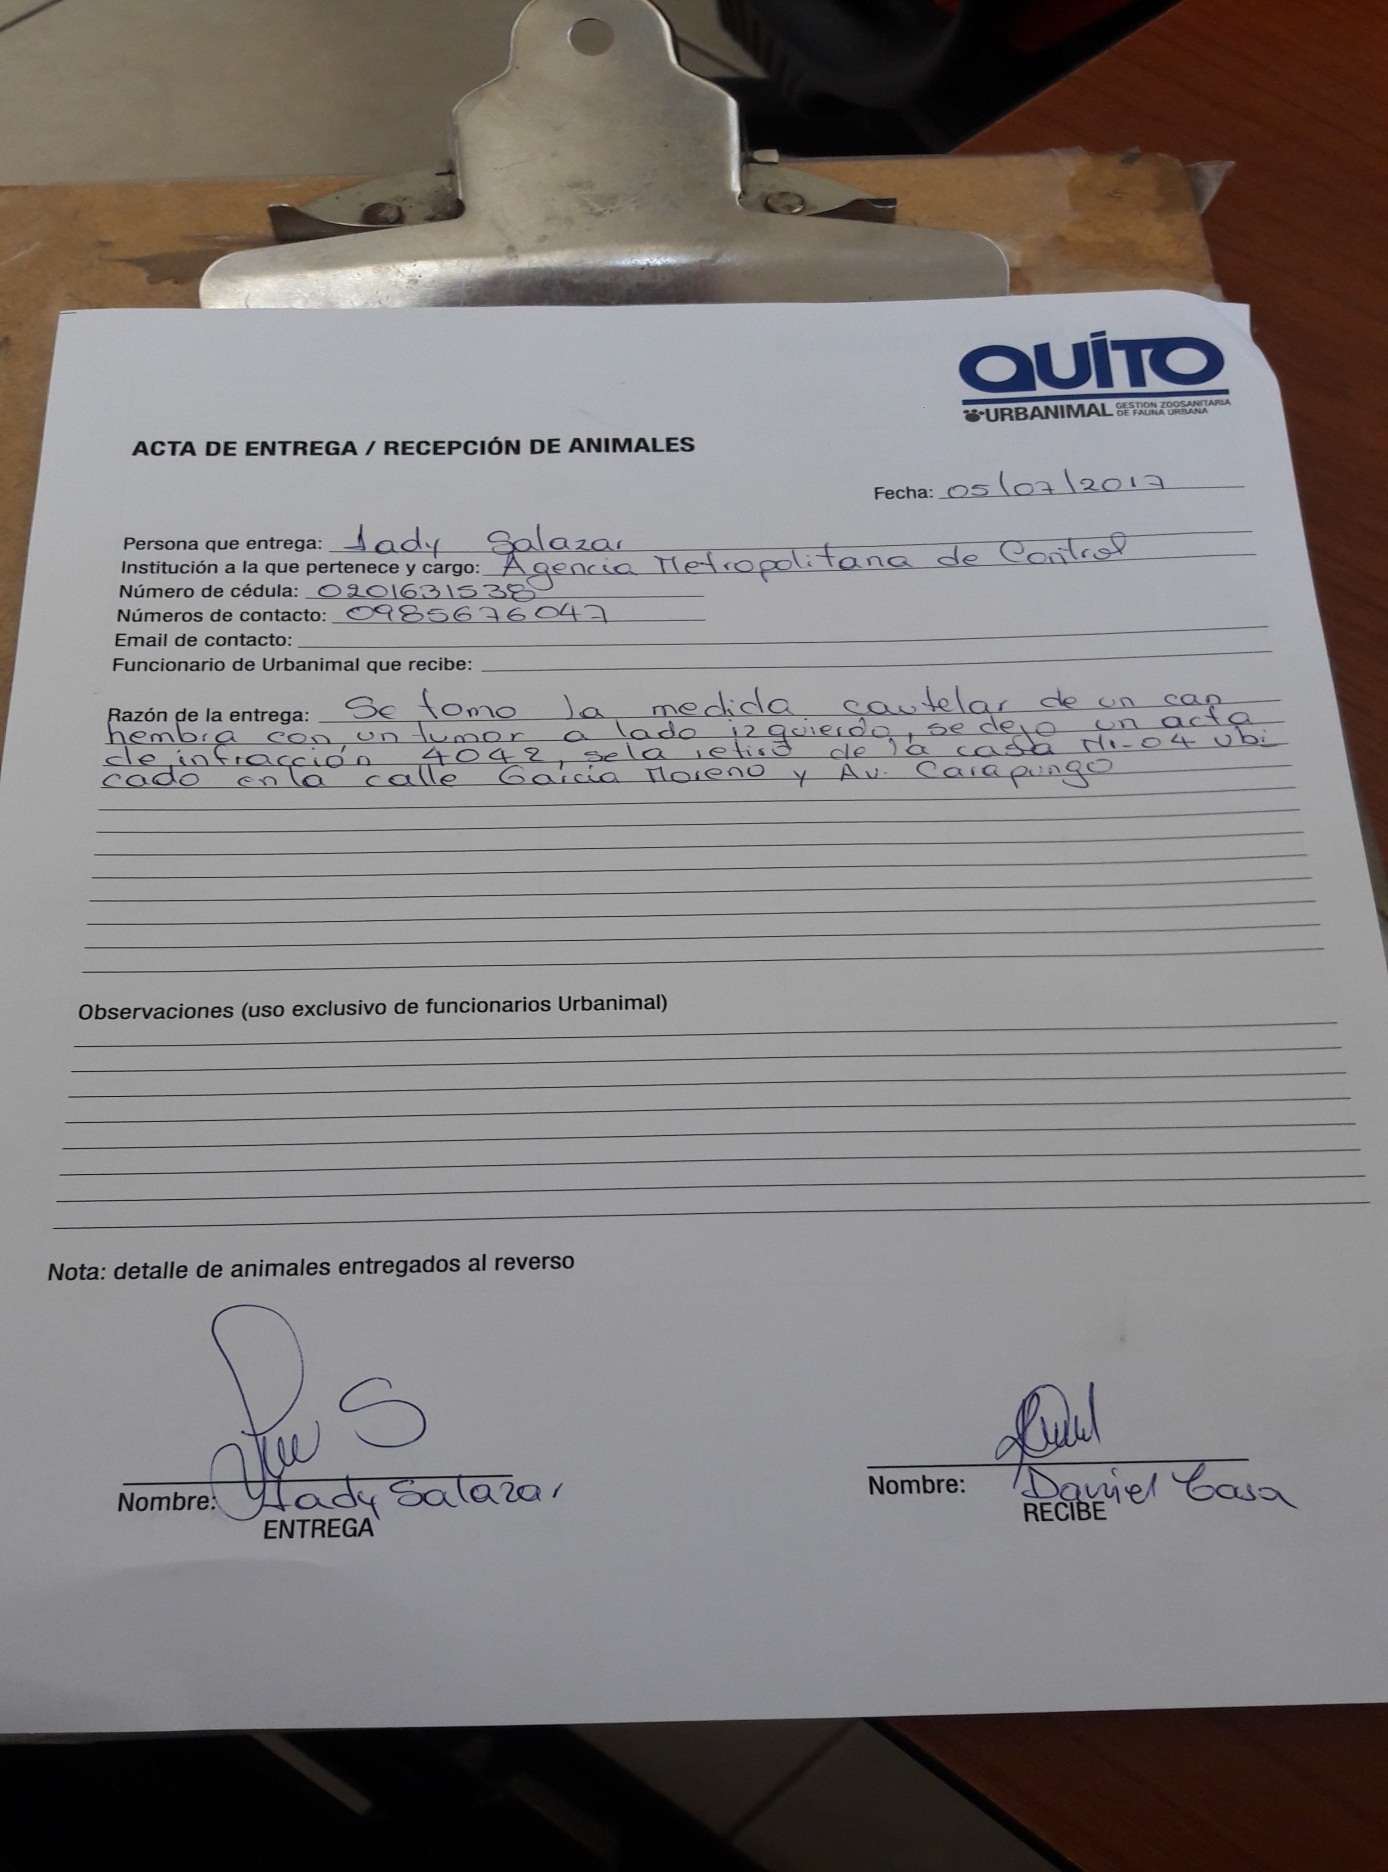 QUITO
URBANIMAL GESTION ZOOSANITARIA DE FAUNA URBANA
ACTA DE ENTREGA / RECEPCIÓN DE ANIMALES
Fecha: 05/07/2017
Persona que entrega: Lady Salazar
Institución a la que pertenece y cargo: Agencia Metropolitana de Control
Número de cédula: 0201631538
Números de contacto: 0985676047
Email de contacto:
Funcionario de Urbanimal que recibe:
Razón de la entrega: Se tomo la medida cautelar de un can
hembra con un tumor a lado izquierdo, se dejo un acta
de infracción 4042, se la retiro de la casa N1-04 ubi
cado en la calle García Moreno y Av. Carapungo
Observaciones (uso exclusivo de funcionarios Urbanimal)
Nota: detalle de animales entregados al reverso
Nombre: Lady Salazar
ENTREGA
Nombre: Daniel Casa
RECIBE